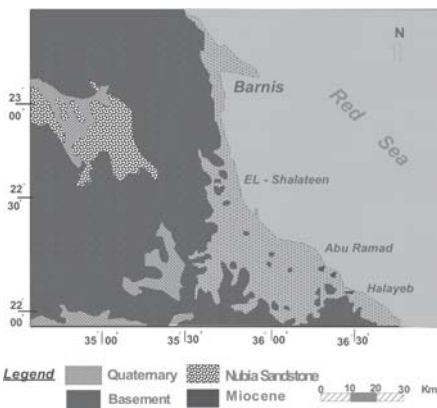 N
Barnis
Red Sea
EL - Shalateen
Abu Ramad
Halayeb
23°
00'
22°
30'
22°
00'
35° 00'
35° 30'
36° 00'
36° 30'
Legend
Quaternary
Nubia Sandstone
Basement
Miocene
0 10 20 30 Km